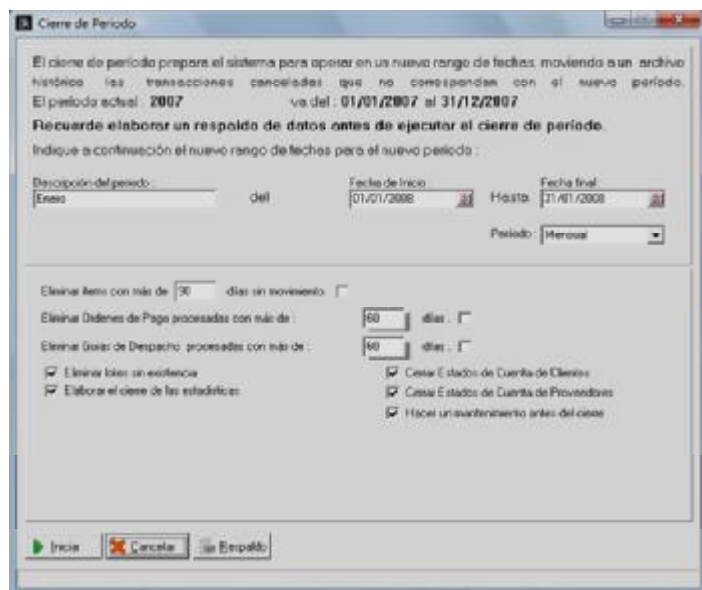 Cierre de Periodo
El cierre de período prepara el sistema para operar en un nuevo rango de fechas, moviendo a un archivo
histórico las transacciones canceladas que no correspondan con el nuevo período.
El período actual : 2007 va del : 01/01/2007 al 31/12/2007
Recuerde elaborar un respaldo de datos antes de ejecutar el cierre de período.
Indique a continuación el nuevo rango de fechas para el nuevo período :
Descripción del periodo : Fecha de Inicio Fecha final
Enero del 01/01/2008 Hasta 31/01/2008
Periodo : Mensual
Eliminar items con más de 90 días sin movimiento.
Eliminar Ordenes de Pago procesadas con más de : 60 días .
Eliminar Guías de Despacho procesadas con más de : 60 días .
Eliminar lotes sin existencia Cerrar Estados de Cuenta de Clientes
Elaborar el cierre de las estadísticas Cerrar Estados de Cuenta de Proveedores
Hacer un mantenimiento antes del cierre
Iniciar Cancelar Respaldo